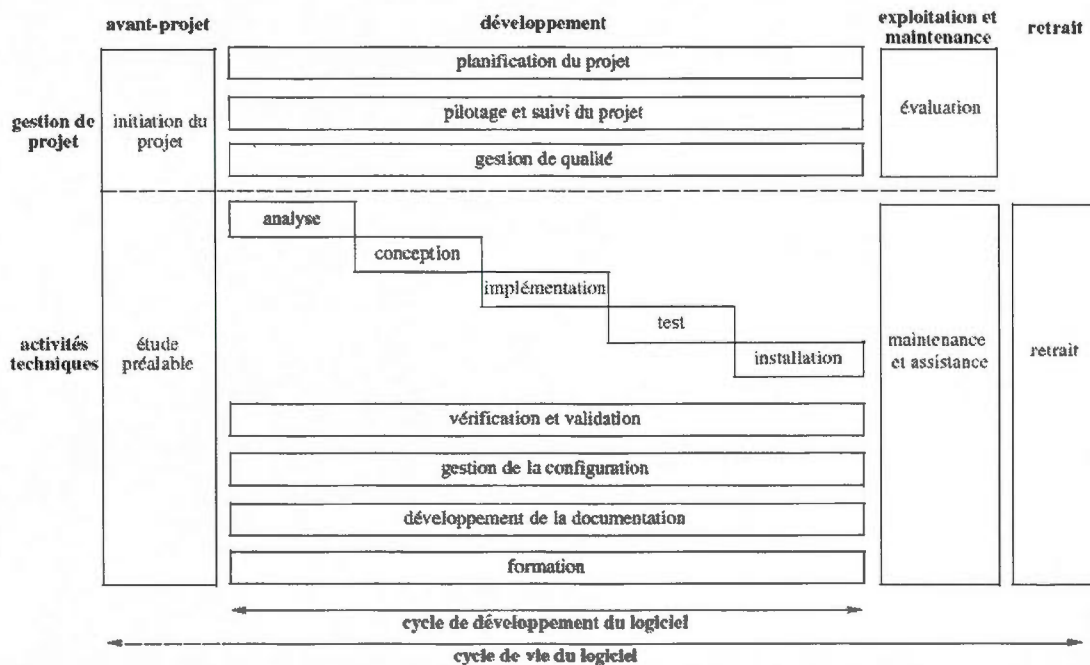 avant-projet
développement
exploitation et
maintenance
retrait
planification du projet
pilotage et suivi du projet
gestion de qualité
gestion de
projet
initiation du
projet
évaluation
analyse
conception
implémentation
test
installation
activités
techniques
étude
préalable
maintenance
et assistance
retrait
vérification et validation
gestion de la configuration
développement de la documentation
formation
cycle de développement du logiciel
cycle de vie du logiciel